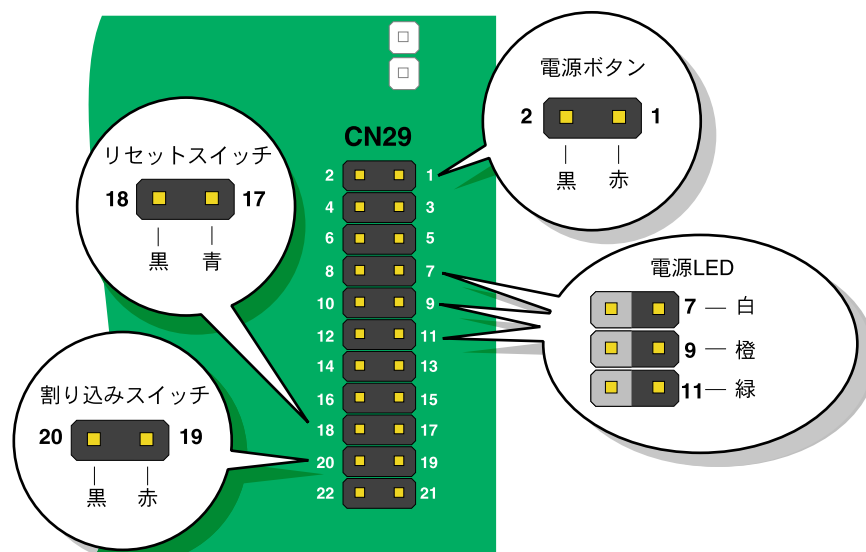 電源ボタン
2 1
黒 赤
CN29
リセットスイッチ
18 17
黒 青
2 1
4 3
6 5
8 7
10 9
12 11
14 13
16 15
18 17
20 19
22 21
電源LED
7 — 白
9 — 橙
11 — 緑
割り込みスイッチ
20 19
黒 赤